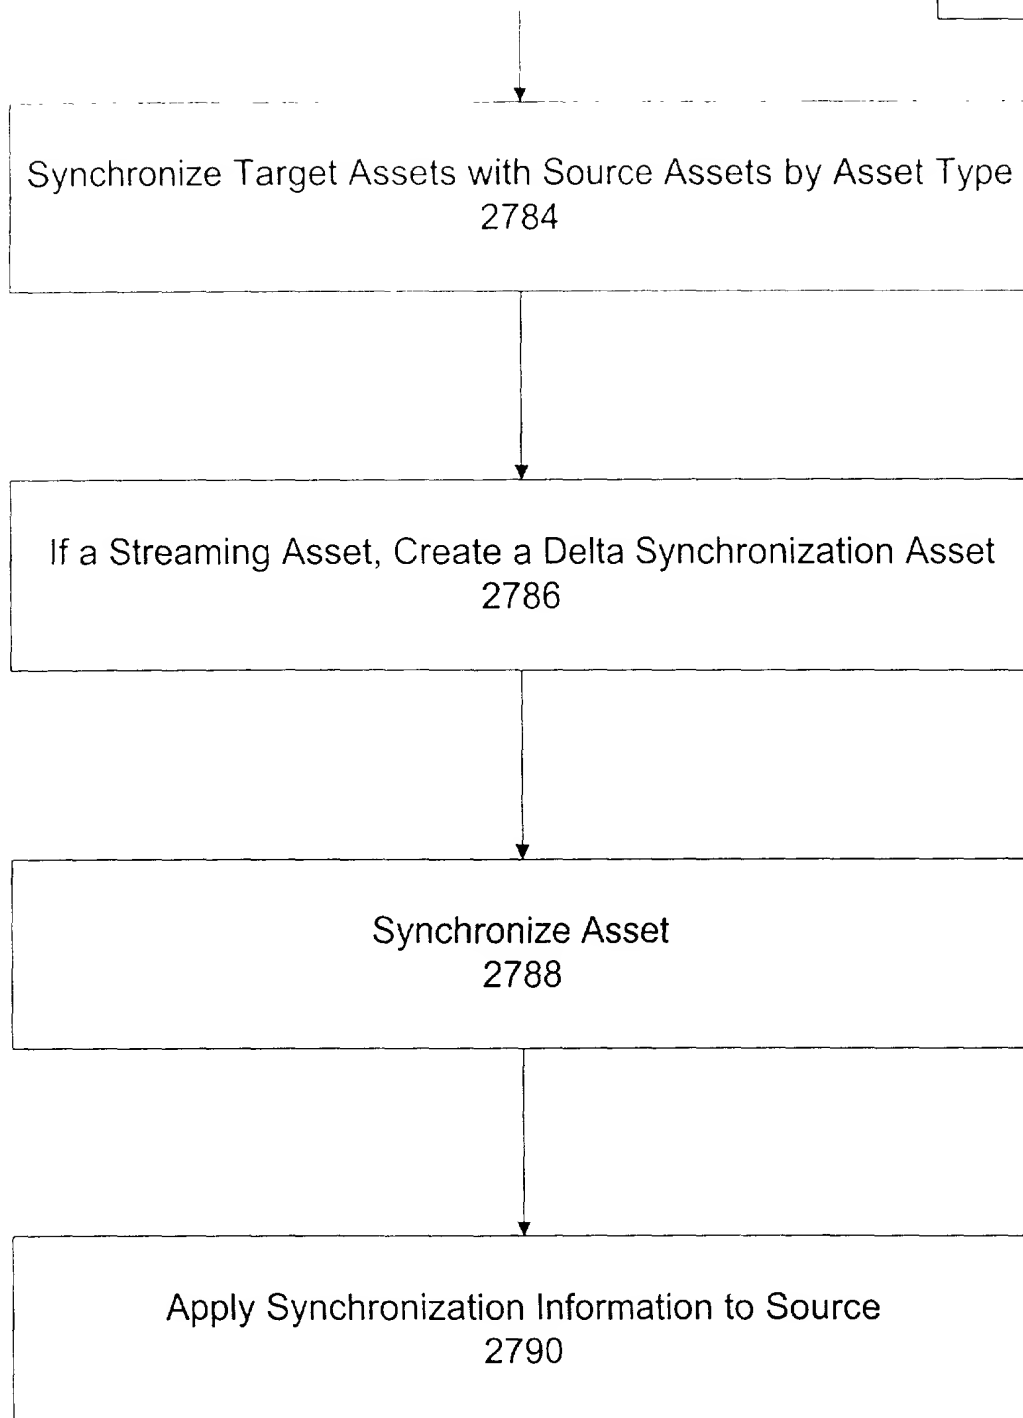 Synchronize Target Assets with Source Assets by Asset Type
2784
If a Streaming Asset, Create a Delta Synchronization Asset
2786
Synchronize Asset
2788
Apply Synchronization Information to Source
2790